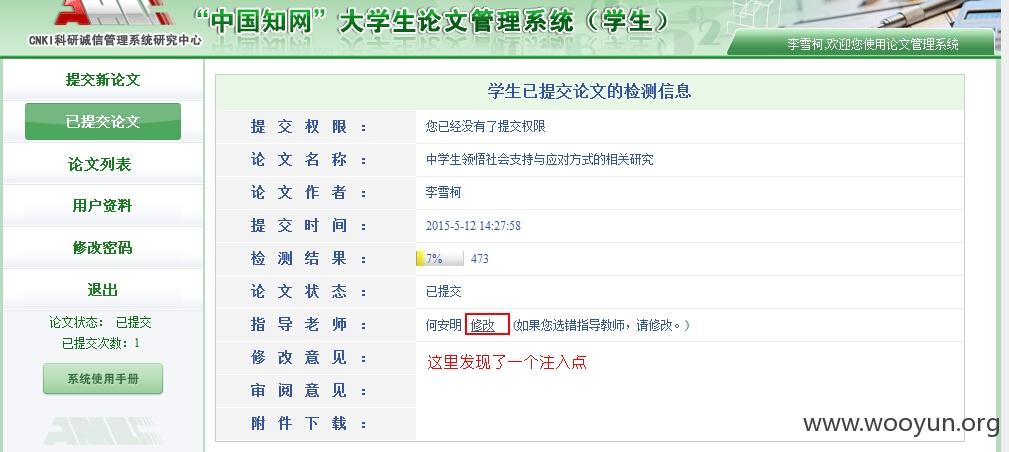 CNKI科研诚信管理系统研究中心
“中国知网”大学生论文管理系统（学生）
李雪柯,欢迎您使用论文管理系统
提交新论文
已提交论文
论文列表
用户资料
修改密码
退出
论文状态： 已提交
已提交次数：1
系统使用手册
学生已提交论文的检测信息
提交权限： 您已经没有了提交权限
论文名称： 中学生领悟社会支持与应对方式的相关研究
论文作者： 李雪柯
提交时间： 2015-5-12 14:27:58
检测结果： 7% 473
论文状态： 已提交
指导老师： 何安明 修改 (如果您选错指导教师，请修改。)
修改意见： 这里发现了一个注入点
审阅意见：
附件下载：
www.wooyun.org